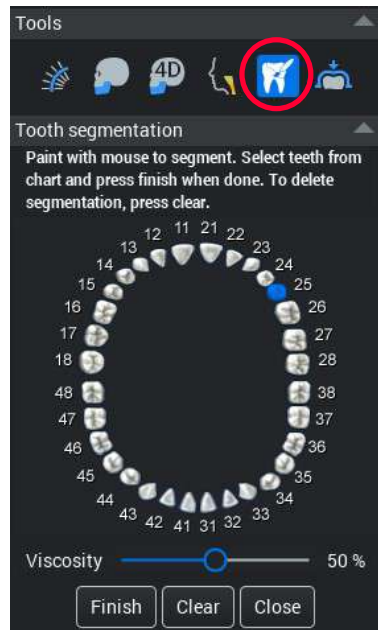 Tools
4D
Tooth segmentation
Paint with mouse to segment. Select teeth from
chart and press finish when done. To delete
segmentation, press clear.
11 21
12 22
13 23
14 24
15 25
16 26
17 27
18 28
48 38
47 37
46 36
45 35
44 34
43 33
42 41 31 32
Viscosity 50 %
Finish Clear Close